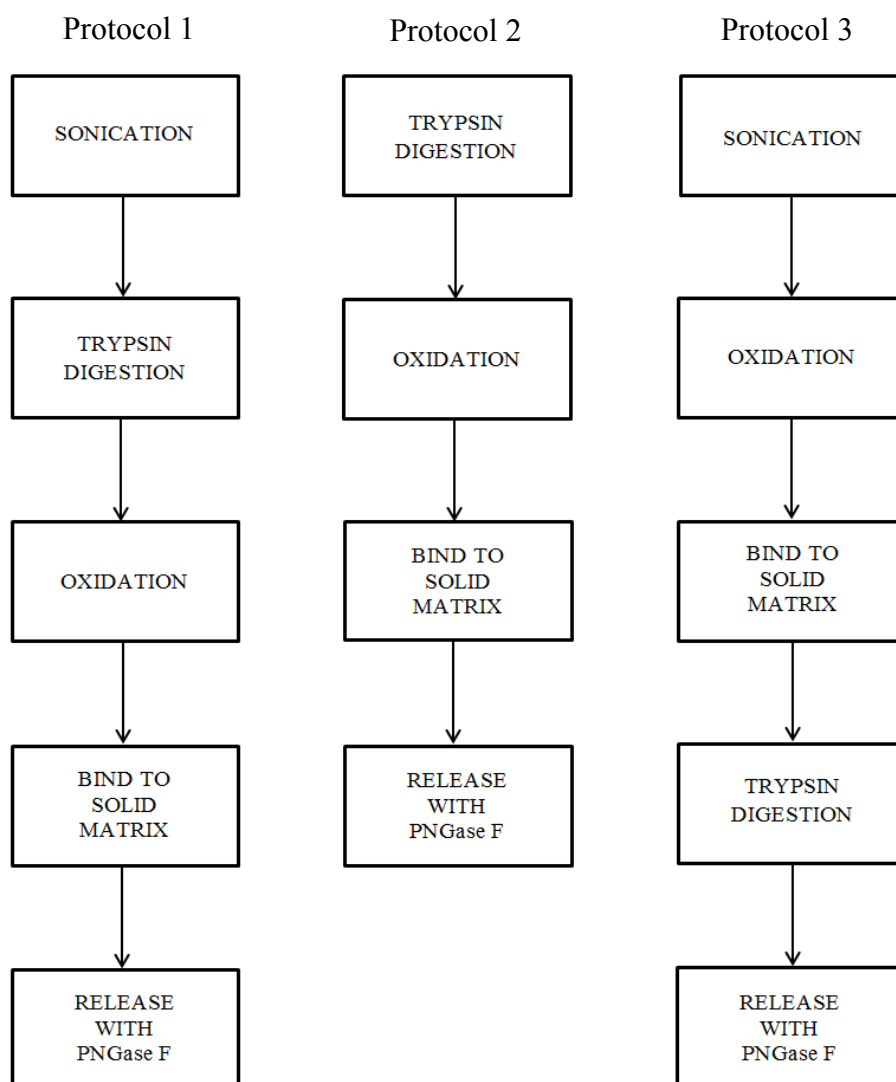 Protocol 1
SONICATION
TRYPSIN
DIGESTION
OXIDATION
BIND TO
SOLID
MATRIX
RELEASE
WITH
PNGase F
Protocol 2
TRYPSIN
DIGESTION
OXIDATION
BIND TO
SOLID
MATRIX
RELEASE
WITH
PNGase F
Protocol 3
SONICATION
OXIDATION
BIND TO
SOLID
MATRIX
TRYPSIN
DIGESTION
RELEASE
WITH
PNGase F